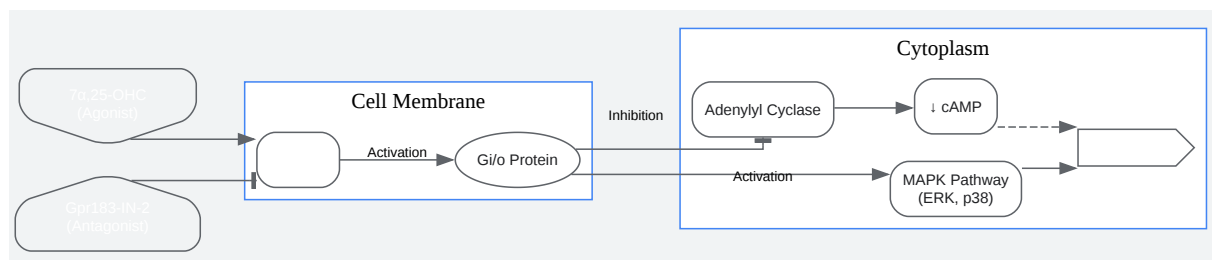 7α,25-OHC
(Agonist)
Gpr183-IN-2
(Antagonist)
Cell Membrane
Activation
Gi/o Protein
Inhibition
Activation
Cytoplasm
Adenylyl Cyclase
↓ cAMP
MAPK Pathway
(ERK, p38)